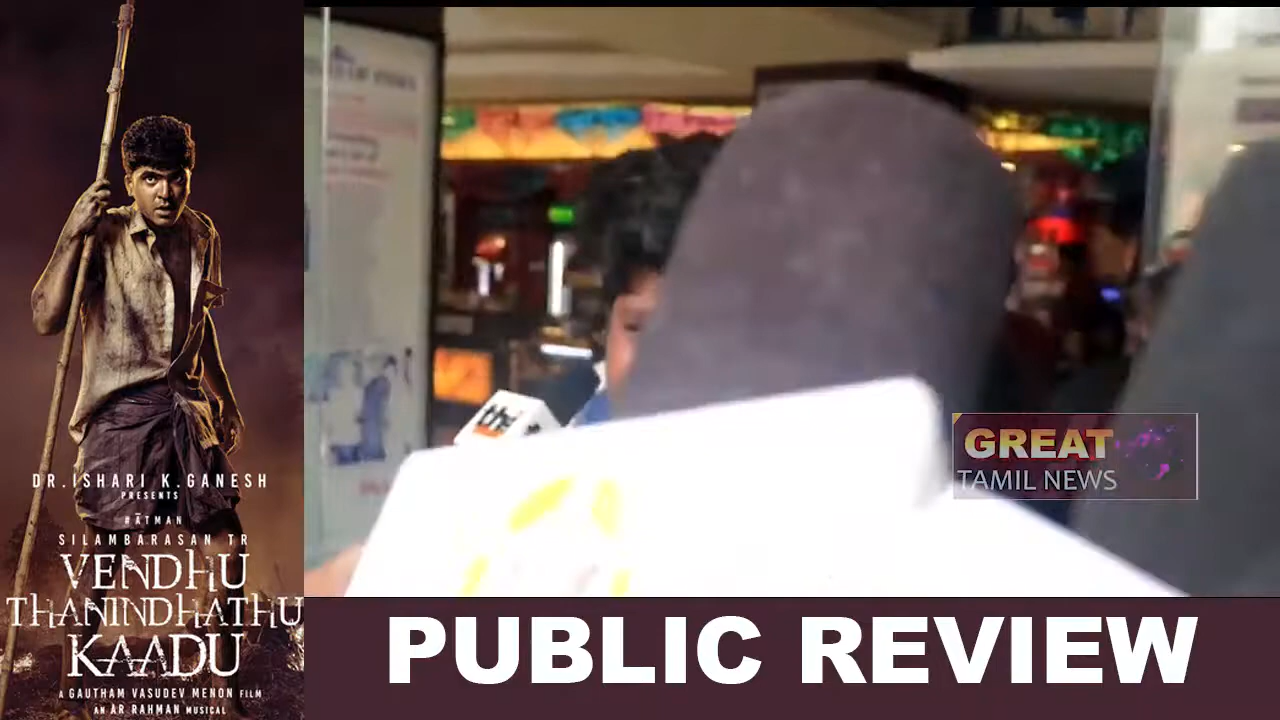 DR.ISHARI K.GANESH
PRESENTS
#ĀTMAN
SILAMBARASAN TR
VENDHU
THANINDHATHU
KAADU
A GAUTHAM VASUDEV MENON FILM
AN AR RAHMAN MUSICAL
GREAT
TAMIL NEWS
PUBLIC REVIEW